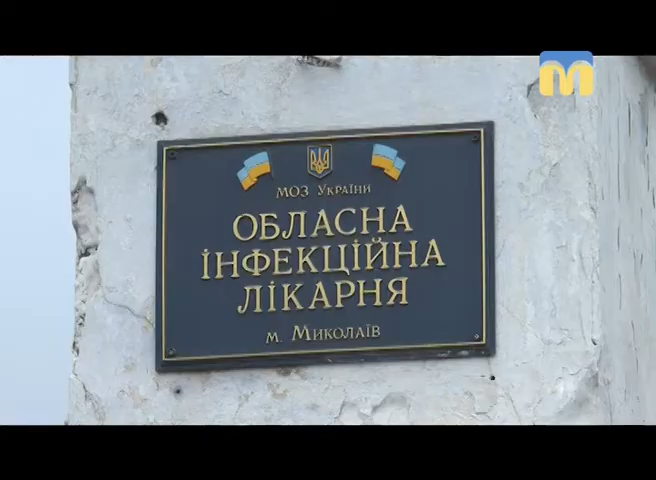 М
МОЗ УКРАЇНИ
ОБЛАСНА
ІНФЕКЦІЙНА
ЛІКАРНЯ
м. МИКОЛАЇВ